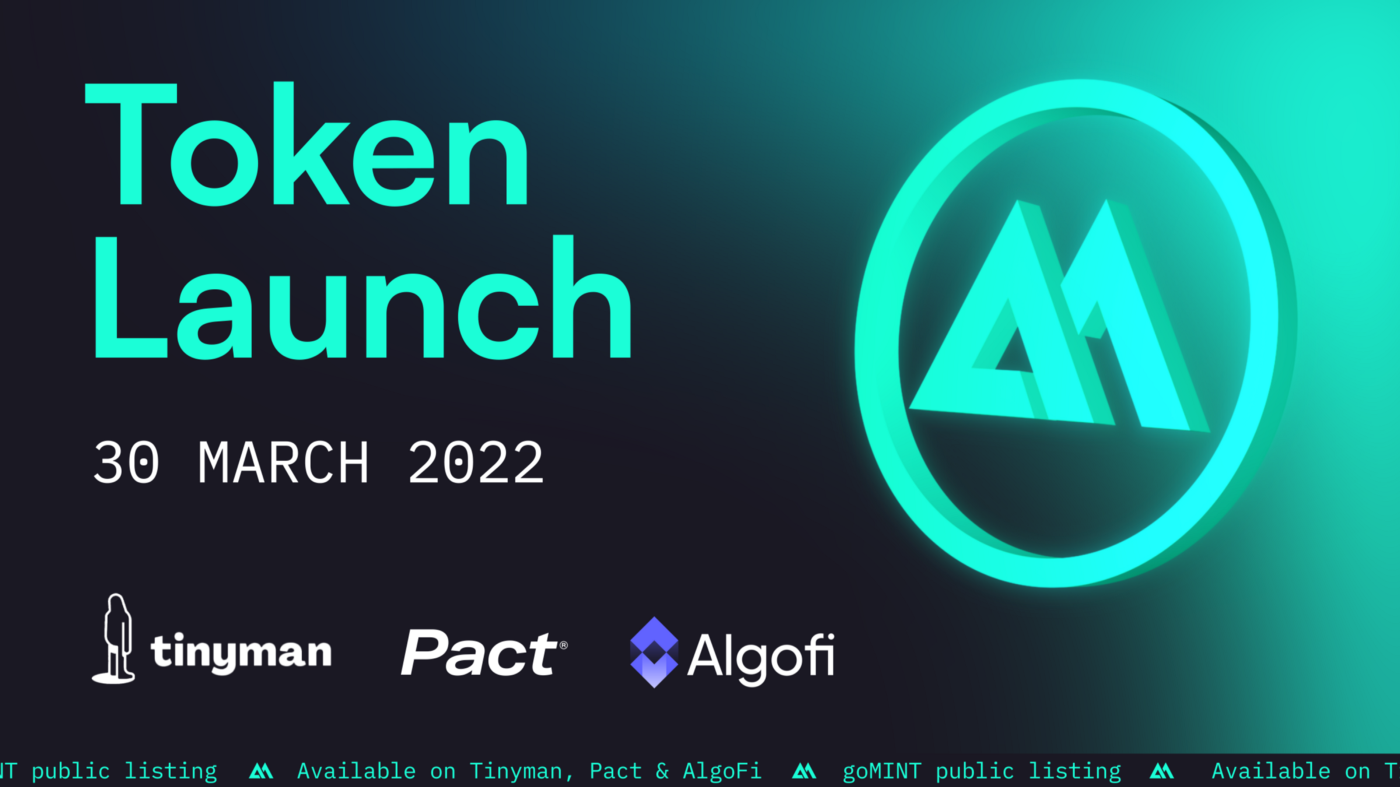 Token
Launch
30 MARCH 2022
tinyman Pact® Algofi
NT public listing Available on Tinyman, Pact & AlgoFi goMINT public listing Available on T